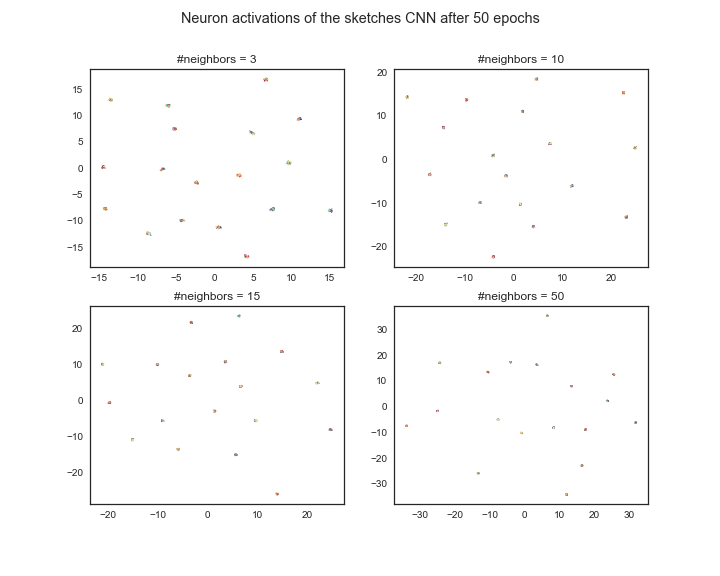 Neuron activations of the sketches CNN after 50 epochs
#neighbors = 3
15
10
5
0
−5
−10
−15
−15 −10 −5 0 5 10 15
#neighbors = 10
20
10
0
−10
−20
−20 −10 0 10 20
#neighbors = 15
20
10
0
−10
−20
−20 −10 0 10 20
#neighbors = 50
30
20
10
0
−10
−20
−30
−30 −20 −10 0 10 20 30